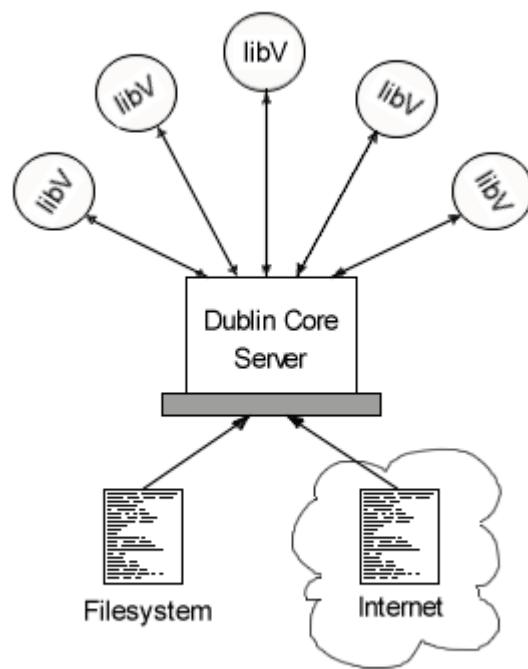 libV
libV
libV
libV
libV
Dublin Core
Server
Filesystem
Internet